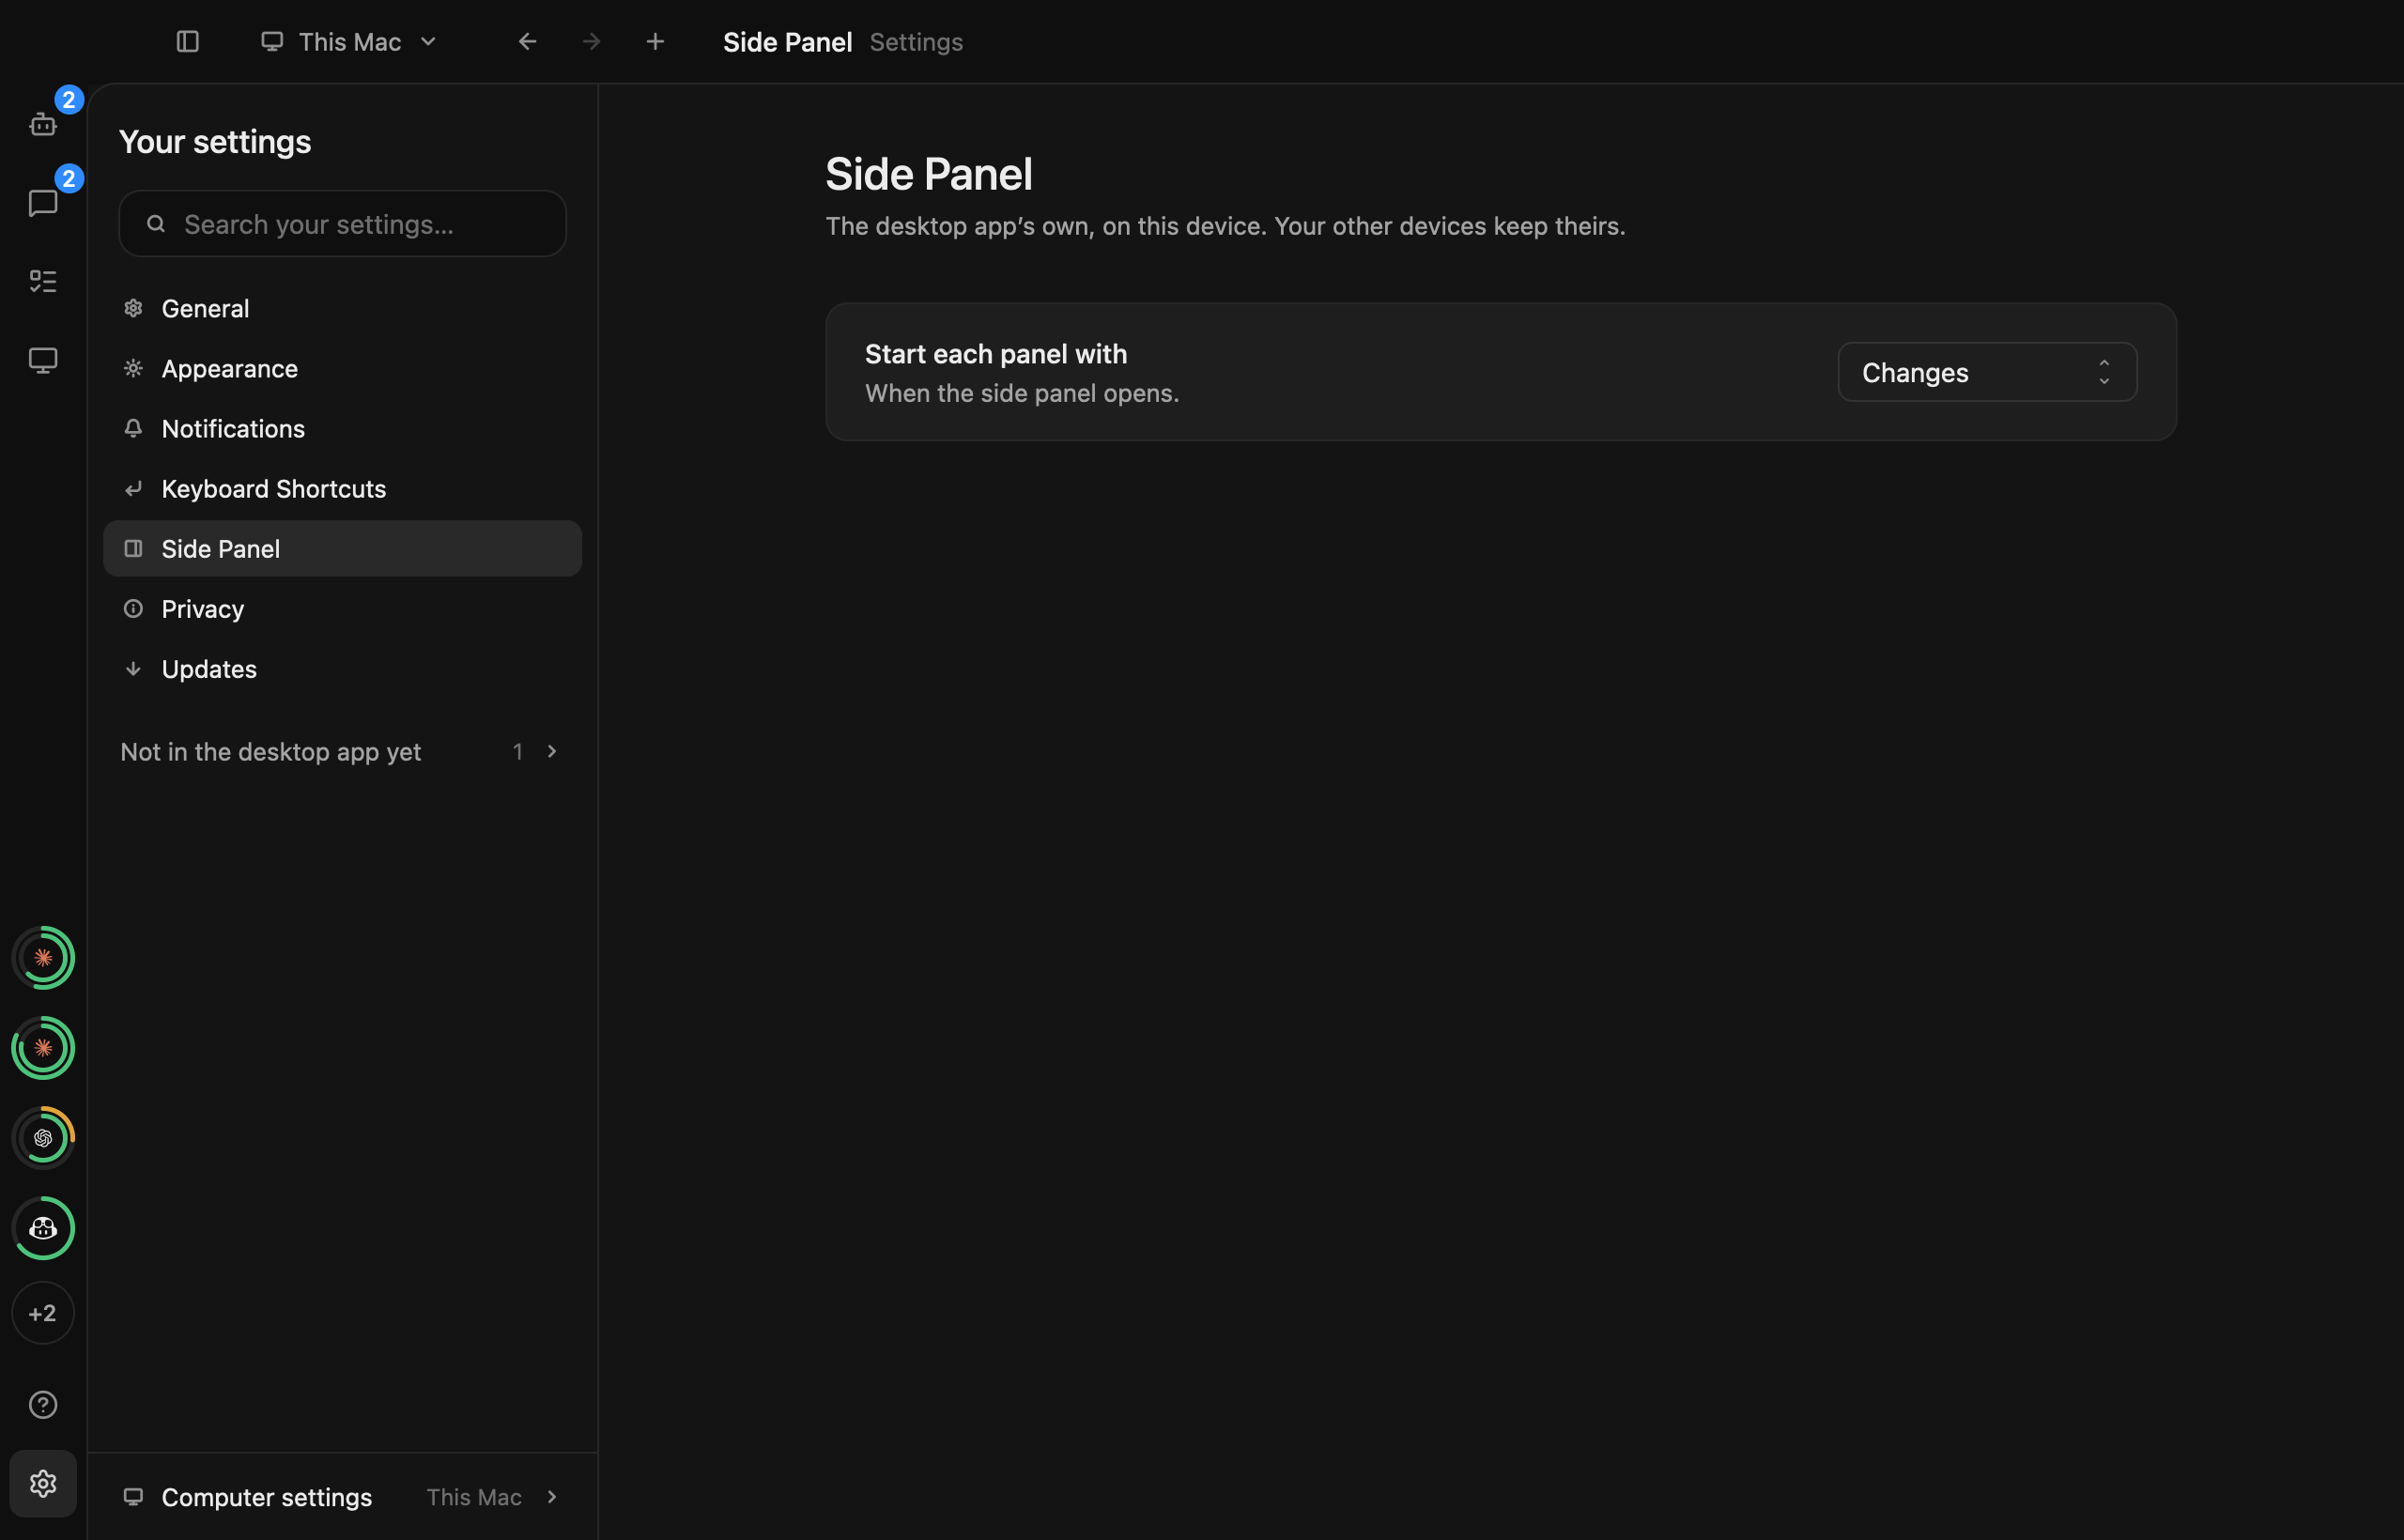 This Mac
Side Panel Settings
2
2
Your settings
Search your settings...
General
Appearance
Notifications
Keyboard Shortcuts
Side Panel
Privacy
Updates
Not in the desktop app yet 1
+2
Computer settings This Mac
Side Panel
The desktop app’s own, on this device. Your other devices keep theirs.
Start each panel with
When the side panel opens.
Changes